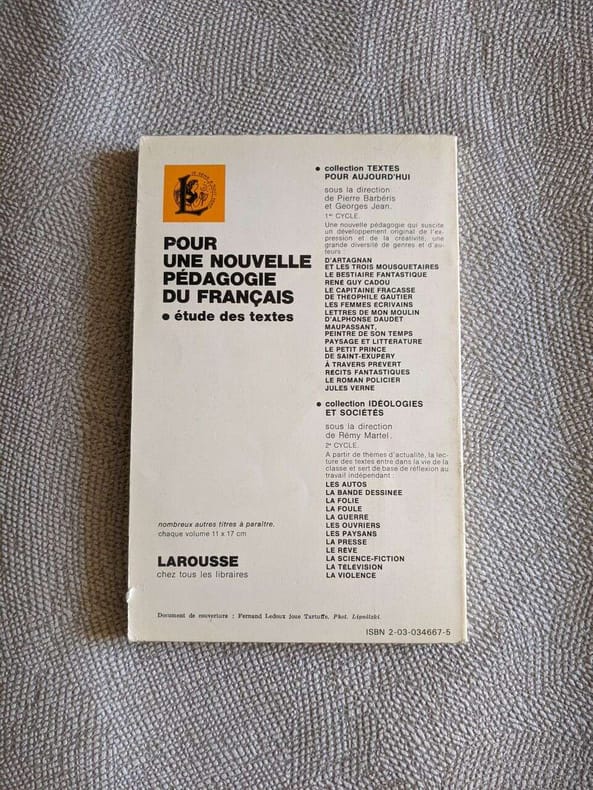 POUR
UNE NOUVELLE
PÉDAGOGIE
DU FRANÇAIS
● étude des textes
nombreux autres titres à paraître.
chaque volume 11 x 17 cm
LAROUSSE
chez tous les libraires
● collection TEXTES
POUR AUJOURD'HUI
sous la direction
de Pierre Barbéris
et Georges Jean.
1er CYCLE.
Une nouvelle pédagogie qui suscite
un développement original de l'ex-
pression et de la créativité; une
grande diversité de genres et d'au-
teurs :
D'ARTAGNAN
ET LES TROIS MOUSQUETAIRES
LE BESTIAIRE FANTASTIQUE
RENE GUY CADOU
LE CAPITAINE FRACASSE
DE THEOPHILE GAUTIER
LES FEMMES ECRIVAINS
LETTRES DE MON MOULIN
D'ALPHONSE DAUDET
MAUPASSANT,
PEINTRE DE SON TEMPS
PAYSAGE ET LITTERATURE
LE PETIT PRINCE
DE SAINT-EXUPERY
À TRAVERS PREVERT
RECITS FANTASTIQUES
LE ROMAN POLICIER
JULES VERNE
● collection IDÉOLOGIES
ET SOCIÉTÉS
sous la direction
de Rémy Martel.
2e CYCLE.
A partir de thèmes d'actualité, la lec-
ture des textes entre dans la vie de la
classe et sert de base de réflexion au
travail indépendant :
LES AUTOS
LA BANDE DESSINEE
LA FOLIE
LA FOULE
LA GUERRE
LES OUVRIERS
LES PAYSANS
LA PRESSE
LE RÊVE
LA SCIENCE-FICTION
LA TELEVISION
LA VIOLENCE
Document de couverture : Fernand Ledoux joue Tartuffe. Phot. Lipnitzki.
ISBN 2-03-034667-5